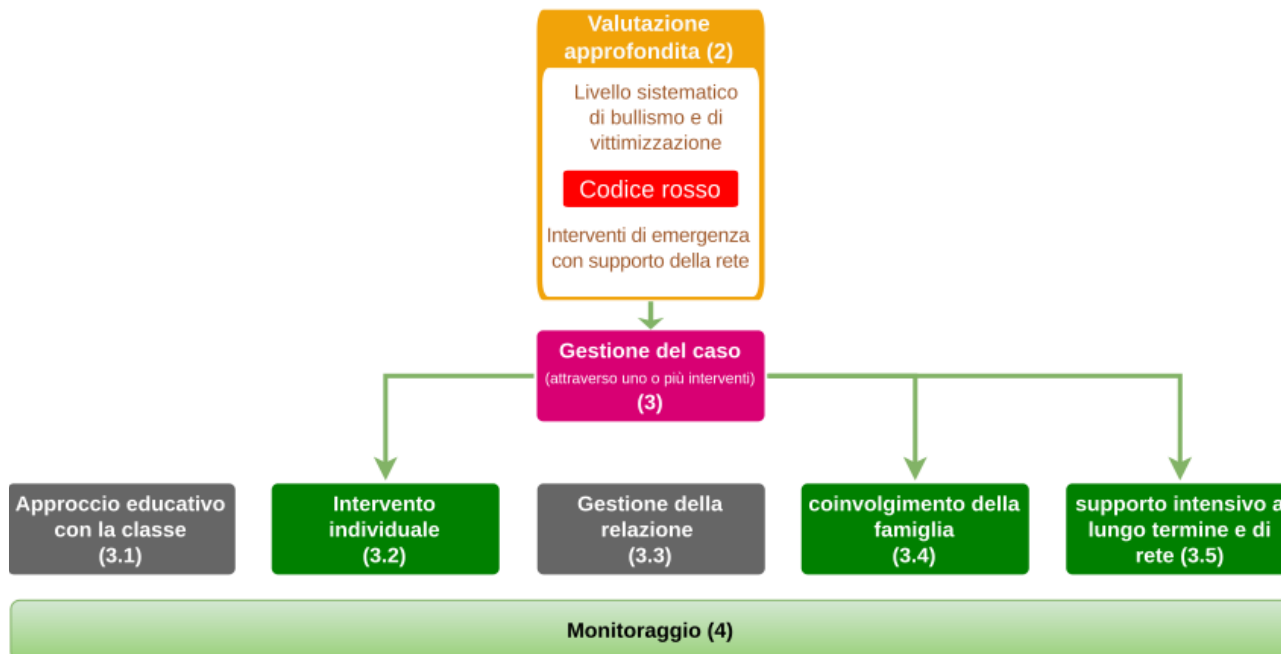 Valutazione
approfondita (2)
Livello sistematico
di bullismo e di
vittimizzazione
Codice rosso
Interventi di emergenza
con supporto della rete
Gestione del caso
(attraverso uno o più interventi)
(3)
Approccio educativo
con la classe
(3.1)
Intervento
individuale
(3.2)
Gestione della
relazione
(3.3)
coinvolgimento della
famiglia
(3.4)
supporto intensivo a
lungo termine e di
rete (3.5)
Monitoraggio (4)